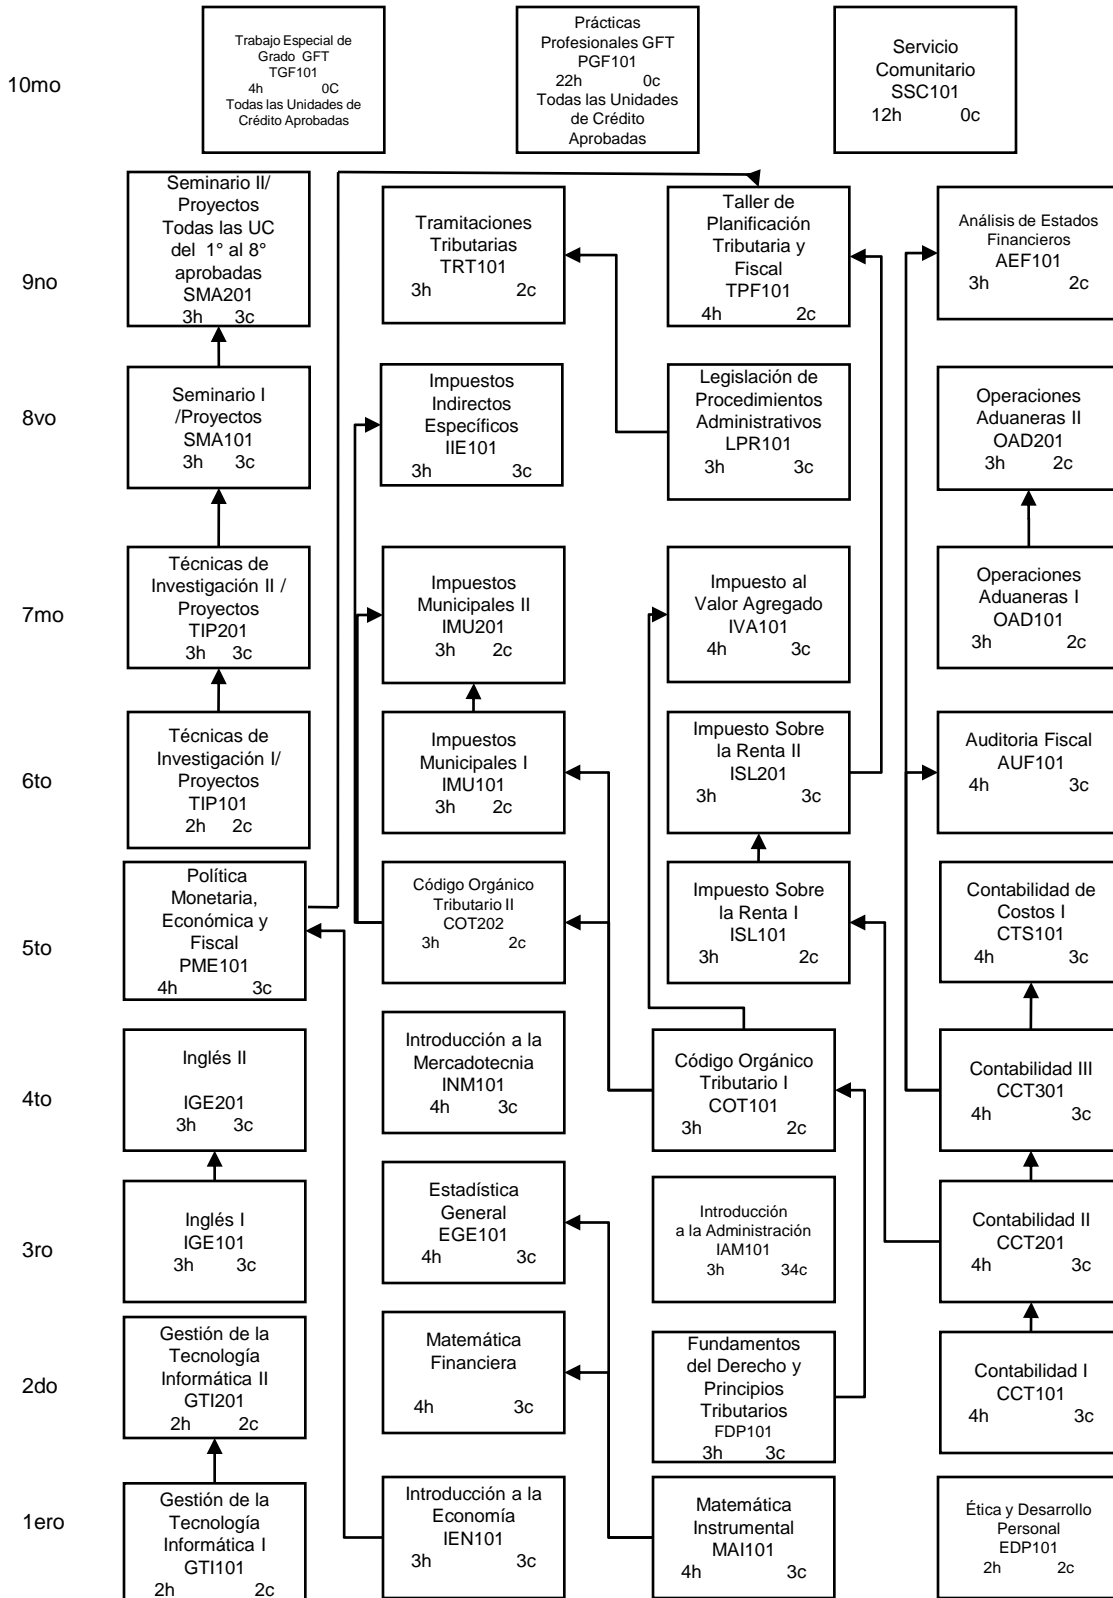 10mo
Trabajo Especial de
Grado GFT
TGF101
4h 0C
Todas las Unidades de
Crédito Aprobadas
Prácticas
Profesionales GFT
PGF101
22h 0c
Todas las Unidades
de Crédito
Aprobadas
Servicio
Comunitario
SSC101
12h 0c
9no
Seminario II/
Proyectos
Todas las UC
del 1° al 8°
aprobadas
SMA201
3h 3c
Tramitaciones
Tributarias
TRT101
3h 2c
Taller de
Planificación
Tributaria y
Fiscal
TPF101
4h 2c
Análisis de Estados
Financieros
AEF101
3h 2c
8vo
Seminario I
/Proyectos
SMA101
3h 3c
Impuestos
Indirectos
Específicos
IIE101
3h 3c
Legislación de
Procedimientos
Administrativos
LPR101
3h 3c
Operaciones
Aduaneras II
OAD201
3h 2c
7mo
Técnicas de
Investigación II /
Proyectos
TIP201
3h 3c
Impuestos
Municipales II
IMU201
3h 2c
Impuesto al
Valor Agregado
IVA101
4h 3c
Operaciones
Aduaneras I
OAD101
3h 2c
6to
Técnicas de
Investigación I/
Proyectos
TIP101
2h 2c
Impuestos
Municipales I
IMU101
3h 2c
Impuesto Sobre
la Renta II
ISL201
3h 3c
Auditoria Fiscal
AUF101
4h 3c
5to
Política
Monetaria,
Económica y
Fiscal
PME101
4h 3c
Código Orgánico
Tributario II
COT202
3h 2c
Impuesto Sobre
la Renta I
ISL101
3h 2c
Contabilidad de
Costos I
CTS101
4h 3c
4to
Inglés II
IGE201
3h 3c
Introducción a la
Mercadotecnia
INM101
4h 3c
Código Orgánico
Tributario I
COT101
3h 2c
Contabilidad III
CCT301
4h 3c
3ro
Inglés I
IGE101
3h 3c
Estadística
General
EGE101
4h 3c
Introducción
a la Administración
IAM101
3h 34c
Contabilidad II
CCT201
4h 3c
2do
Gestión de la
Tecnología
Informática II
GTI201
2h 2c
Matemática
Financiera
4h 3c
Fundamentos
del Derecho y
Principios
Tributarios
FDP101
3h 3c
Contabilidad I
CCT101
4h 3c
1ero
Gestión de la
Tecnología
Informática I
GTI101
2h 2c
Introducción a la
Economía
IEN101
3h 3c
Matemática
Instrumental
MAI101
4h 3c
Ética y Desarrollo
Personal
EDP101
2h 2c